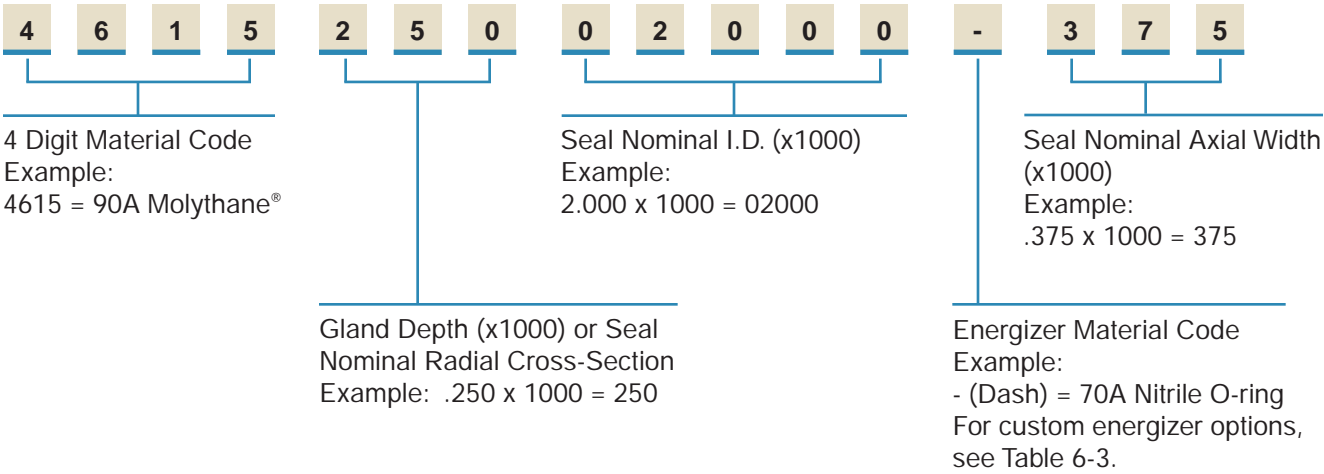 4 6 1 5 2 5 0 0 2 0 0 0 - 3 7 5
4 Digit Material Code
Example:
4615 = 90A Molythane®
Seal Nominal I.D. (x1000)
Example:
2.000 x 1000 = 02000
Seal Nominal Axial Width
(x1000)
Example:
.375 x 1000 = 375
Gland Depth (x1000) or Seal
Nominal Radial Cross-Section
Example: .250 x 1000 = 250
Energizer Material Code
Example:
- (Dash) = 70A Nitrile O-ring
For custom energizer options,
see Table 6-3.